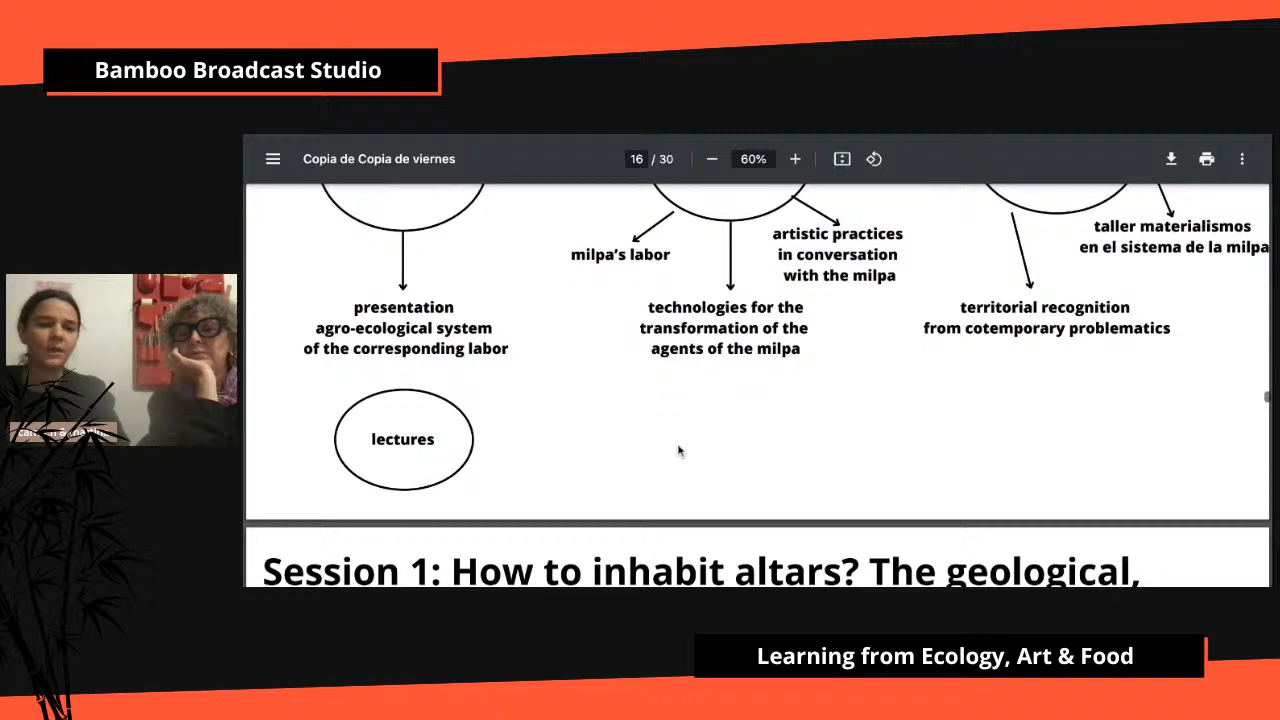 Bamboo Broadcast Studio
Copia de Copia de viernes
16 / 30
60%
milpa's labor
artistic practices
in conversation
with the milpa
taller materialismos
en el sistema de la milpa
presentation
agro-ecological system
of the corresponding labor
technologies for the
transformation of the
agents of the milpa
territorial recognition
from cotemporary problematics
lectures
Session 1: How to inhabit altars? The geological,
Learning from Ecology, Art & Food